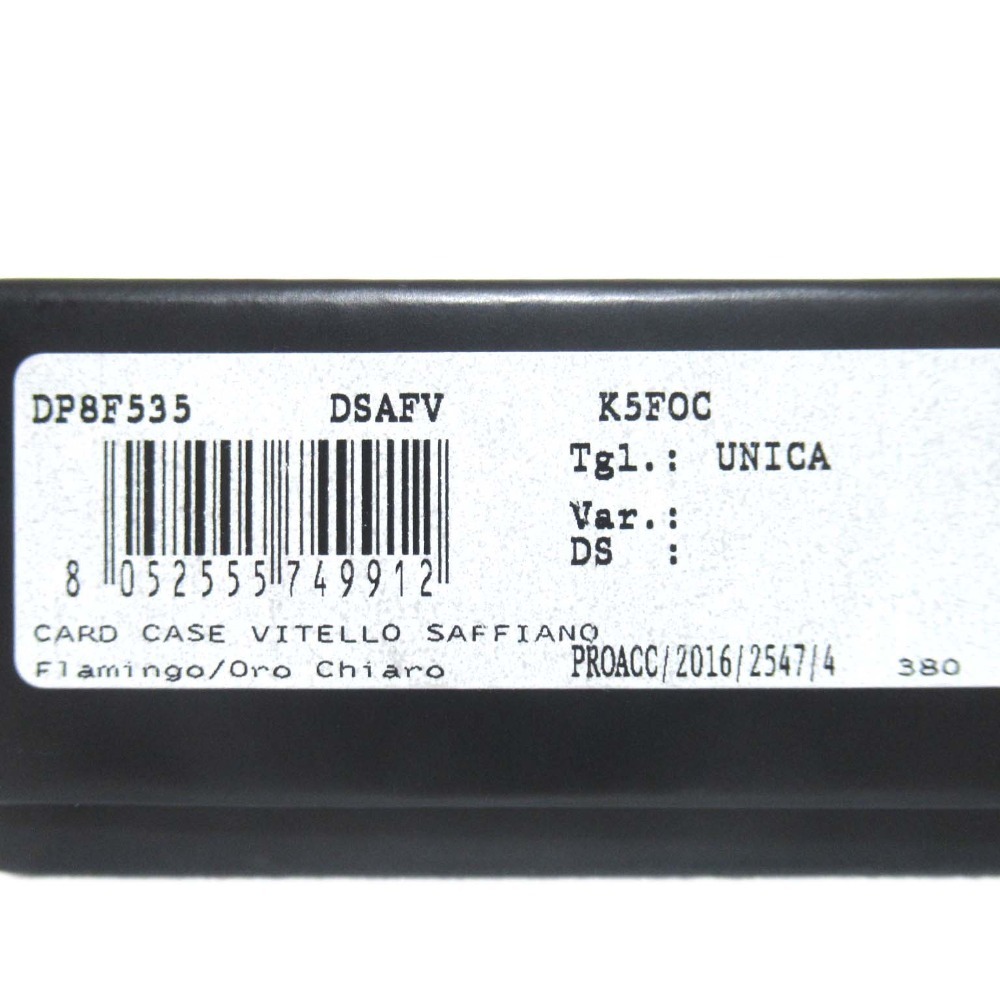 DP8F535 DSAFV K5FOC
Tgl.: UNICA
Var.:
DS :
8 052555 749912
CARD CASE VITELLO SAFFIANO
Flamingo/Oro Chiaro
PROACC/2016/2547/4 380